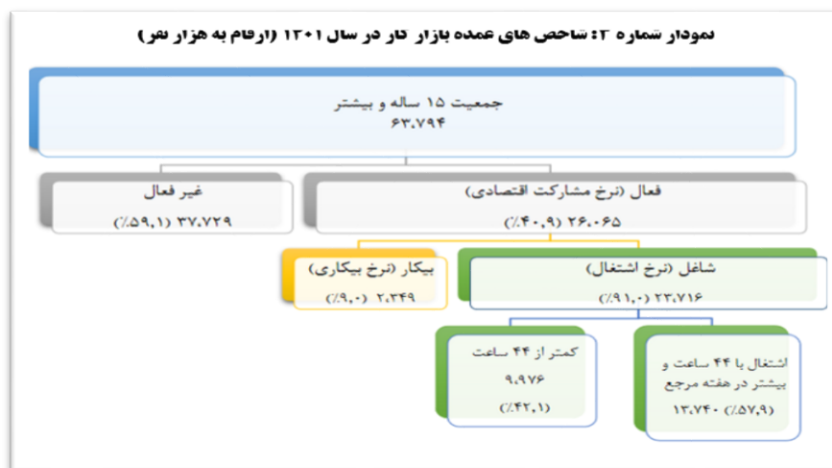 نمودار شماره ۲: شاخص های عمده بازار کار در سال ۱۴۰۱ (ارقام به هزار نفر)
جمعیت ۱۵ ساله و بیشتر
۶۳،۷۹۴
فعال (نرخ مشارکت اقتصادی)
۲۶،۰۶۵ (٪۴۰,۹)
غیر فعال
۳۷،۷۲۹ (٪۵۹,۱)
شاغل (نرخ اشتغال)
۲۳،۷۱۶ (٪۹۱,۰)
بیکار (نرخ بیکاری)
۲،۳۴۹ (٪۹,۰)
اشتغال با ۴۴ ساعت و
بیشتر در هفته مرجع
(٪۵۷,۹) ۱۳،۷۴۰
کمتر از ۴۴ ساعت
۹،۹۷۶
(٪۴۲,۱)